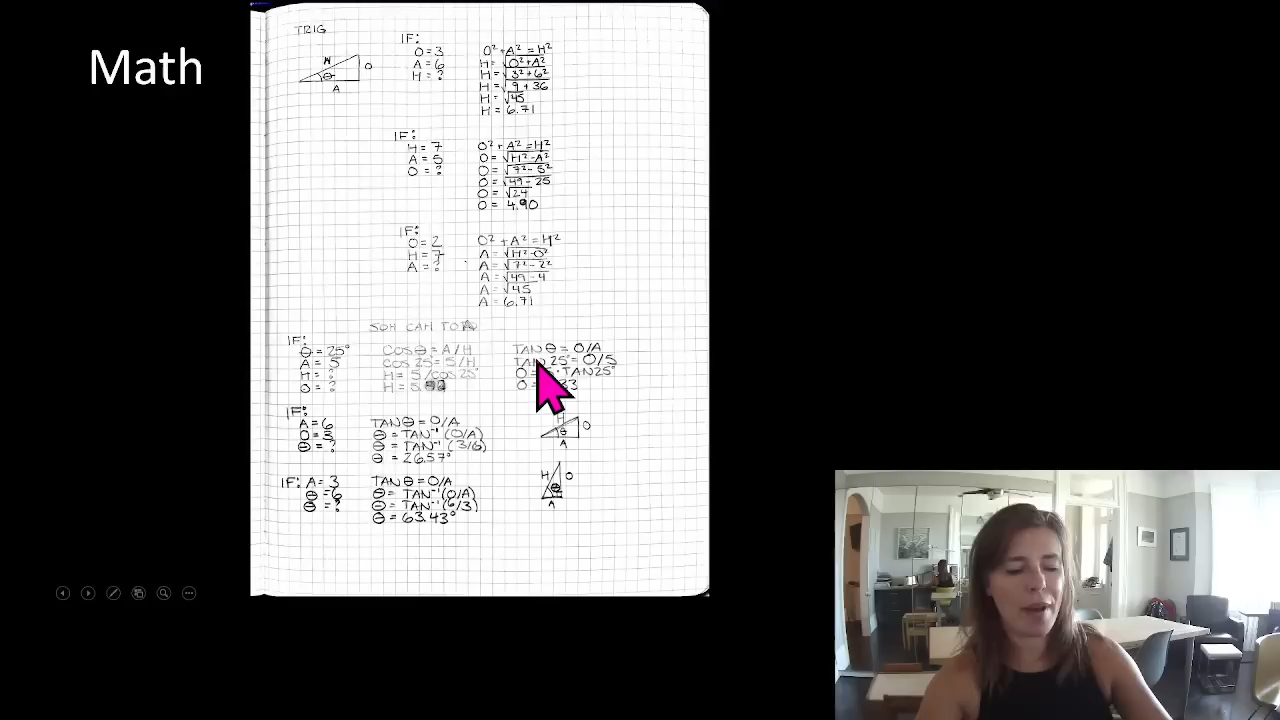 Math
TRIG
H
O
θ
A
IF:
O = 3
A = 6
H = ?
O² + A² = H²
H = √O² + A²
H = √3² + 6²
H = √9 + 36
H = √45
H = 6.71
IF:
H = 7
A = 5
O = ?
O² + A² = H²
O = √H² - A²
O = √7² - 5²
O = √49 - 25
O = √24
O = 4.90
IF:
O = 2
H = 7
A = ?
O² + A² = H²
A = √H² - O²
A = √7² - 2²
A = √49 - 4
A = √45
A = 6.71
SOH CAH TOA
IF:
θ = 25°
A = 5
H = ?
O = ?
COS θ = A / H
COS 25 = 5 / H
H = 5 / COS 25°
H = 5.
TAN θ = O/A
TAN 25° = O/5
O = TAN 25°
O = 33
IF:
A = 6
O = 3
θ = ?
TAN θ = O/A
θ = TAN⁻¹ (O/A)
θ = TAN⁻¹ (3/6)
θ = 26.57°
H
O
θ
A
IF: A = 3
θ = 6
θ = ?
TAN θ = O/A
θ = TAN⁻¹ (O/A)
θ = TAN⁻¹ (6/3)
θ = 63.43°
H
O
θ
A